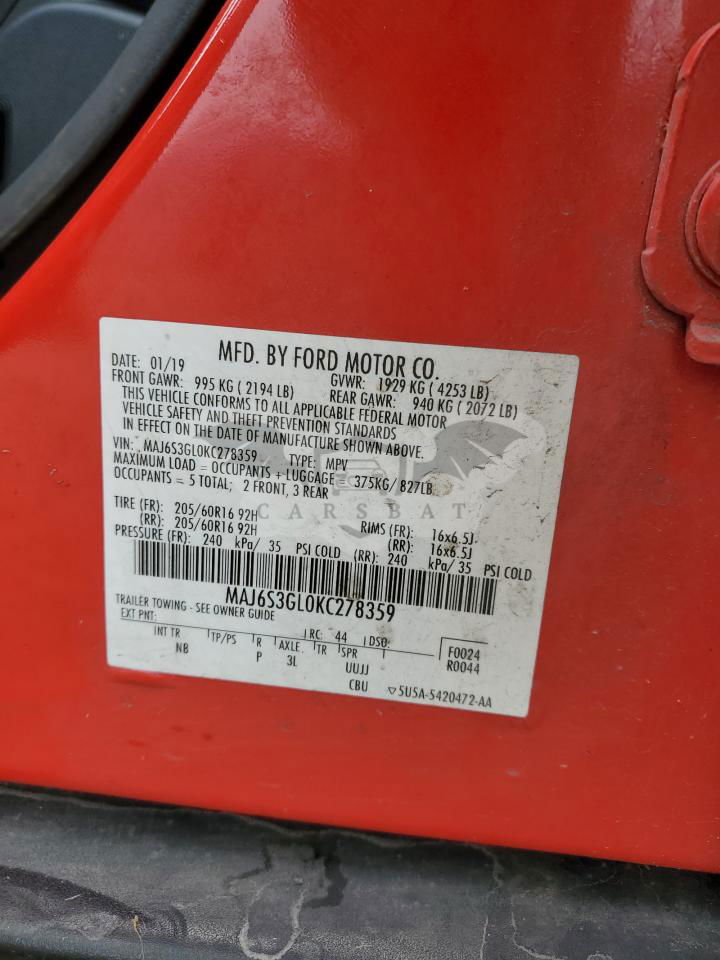 MFD. BY FORD MOTOR CO.
DATE: 01/19 GVWR: 1929 KG ( 4253 LB)
FRONT GAWR: 995 KG ( 2194 LB) REAR GAWR: 940 KG ( 2072 LB)
THIS VEHICLE CONFORMS TO ALL APPLICABLE FEDERAL MOTOR
VEHICLE SAFETY AND THEFT PREVENTION STANDARDS
IN EFFECT ON THE DATE OF MANUFACTURE SHOWN ABOVE.
VIN: MAJ6S3GL0KC278359 TYPE: MPV
MAXIMUM LOAD = OCCUPANTS + LUGGAGE = 375KG/827LB
OCCUPANTS = 5 TOTAL; 2 FRONT, 3 REAR
CARSBAT
TIRE (FR): 205/60R16 92H RIMS (FR): 16x6.5J
(RR): 205/60R16 92H (RR): 16x6.5J
PRESSURE (FR): 240 kPa/ 35 PSI COLD (RR): 240 kPa/ 35 PSI COLD
MAJ6S3GL0KC278359
TRAILER TOWING - SEE OWNER GUIDE
EXT PNT: RC: 44 DSO: F0024
INT TR TP/PS R AXLE TR SPR R0044
NB P 3L UUJJ
CBU ▽5U5A-5420472-AA